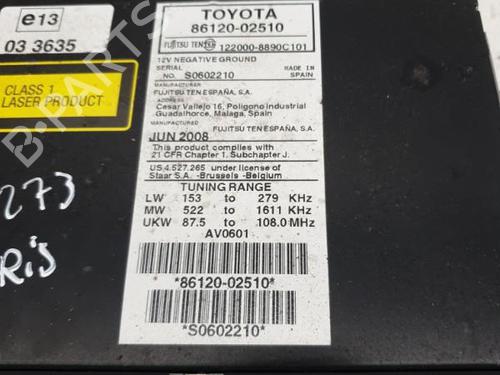 e13
03 3635
CLASS 1
LASER PRODUCT
273
RiS
TOYOTA
86120-02510
FUJITSU TEN 122000-8890C101
12V NEGATIVE GROUND
SERIAL NO. S0602210 MADE IN SPAIN
MANUFACTURER FUJITSU TEN ESPAÑA, S.A.
ADDRESS Cesar Vallejo 16, Poligono industrial
Guadalhorce, Malaga, Spain
MANUFACTURED FUJITSU TEN ESPAÑA, S.A.
JUN 2008
This product complies with
21 CFR Chapter 1, Subchapter J.
US,4.527.265 under license of
Staar S.A. -Brussels -Belgium
TUNING RANGE
LW 153 to 279 KHz
MW 522 to 1611 KHz
UKW 87.5 to 108.0 MHz
AV0601
*86120-02510*
*S0602210*
B-PARTS